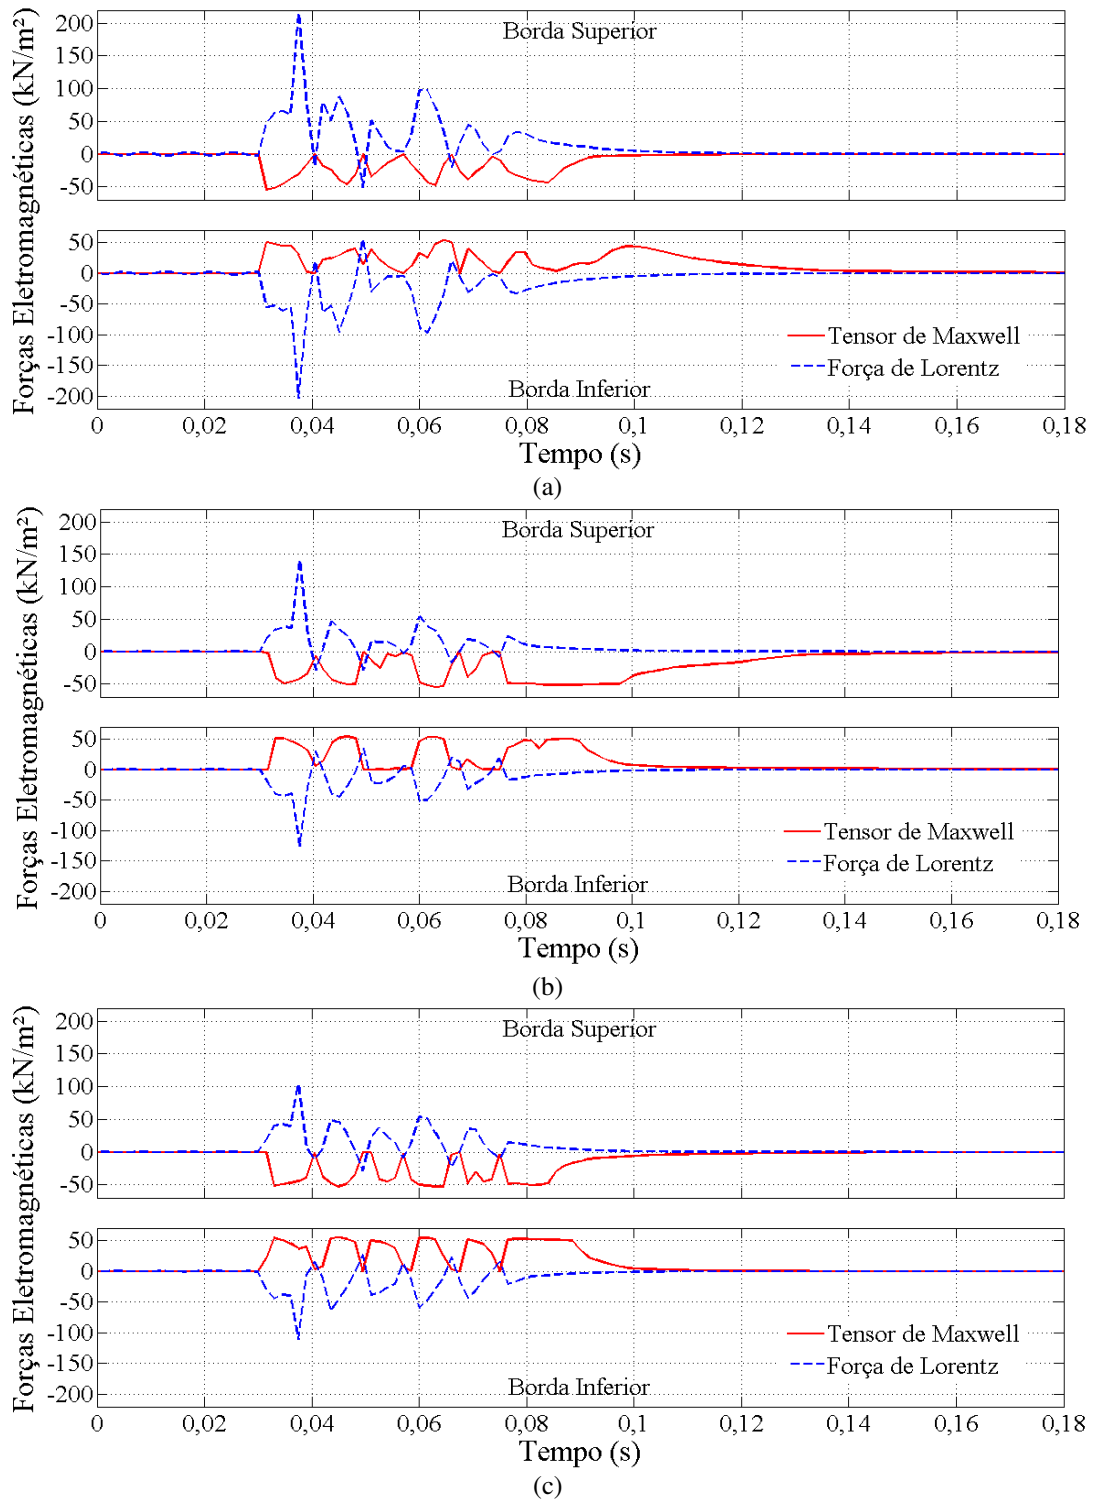 Forças Eletromagnéticas (kN/m²)
200
150
100
50
0
-50
Borda Superior
50
0
-50
-100
-150
-200
Tensor de Maxwell
Força de Lorentz
Borda Inferior
0 0,02 0,04 0,06 0,08 0,1 0,12 0,14 0,16 0,18
Tempo (s)
(a)
Forças Eletromagnéticas (kN/m²)
200
150
100
50
0
-50
Borda Superior
50
0
-50
-100
-150
-200
Tensor de Maxwell
Força de Lorentz
Borda Inferior
0 0,02 0,04 0,06 0,08 0,1 0,12 0,14 0,16 0,18
Tempo (s)
(b)
Forças Eletromagnéticas (kN/m²)
200
150
100
50
0
-50
Borda Superior
50
0
-50
-100
-150
-200
Tensor de Maxwell
Força de Lorentz
Borda Inferior
0 0,02 0,04 0,06 0,08 0,1 0,12 0,14 0,16 0,18
Tempo (s)
(c)